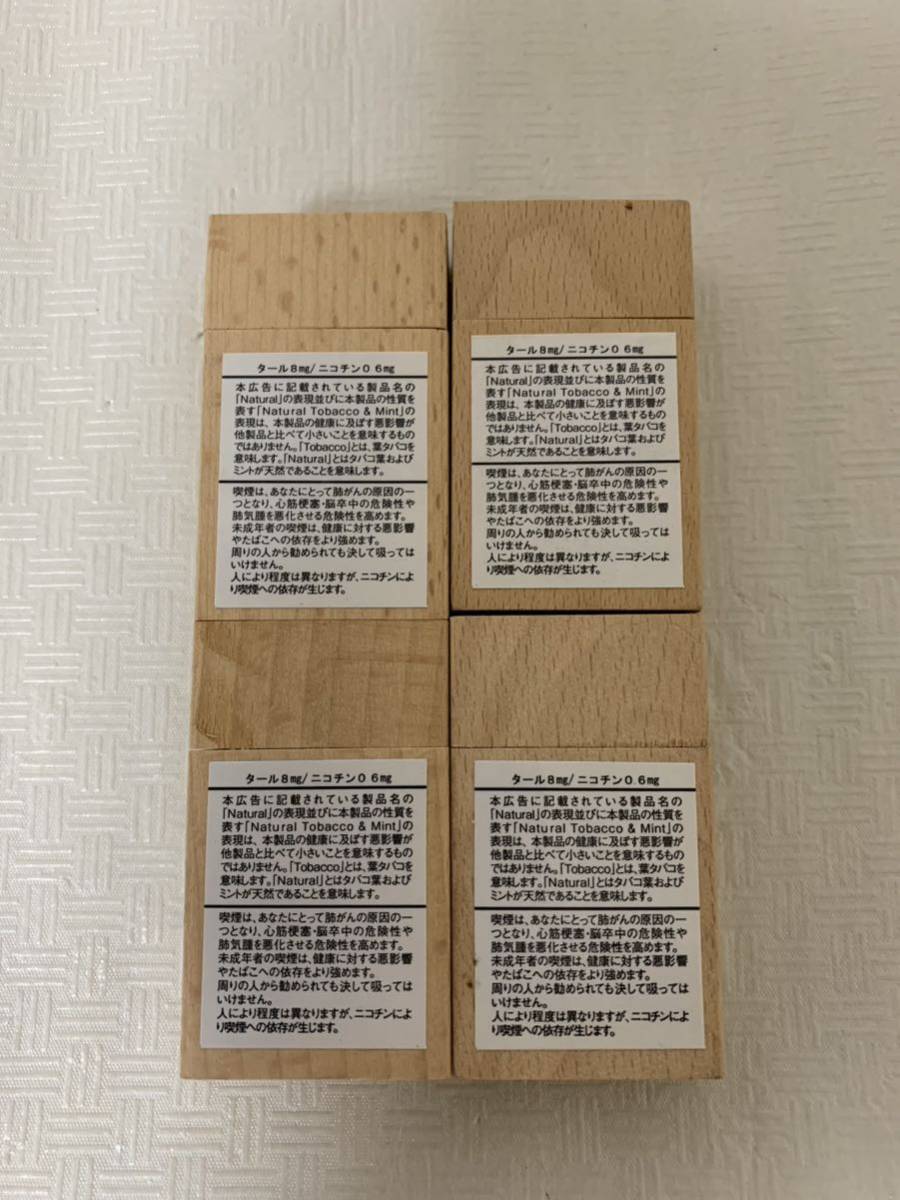 タール8mg/ニコチン0.6mg
本広告に記載されている製品名の
「Natural」の表現並びに本製品の性質を
表す「Natural Tobacco & Mint」の
表現は、本製品の健康に及ぼす悪影響が
他製品と比べて小さいことを意味するもの
ではありません。「Tobacco」とは、葉タバコを
意味します。「Natural」とはタバコ葉および
ミントが天然であることを意味します。
喫煙は、あなたにとって肺がんの原因の一
つとなり、心筋梗塞・脳卒中の危険性や
肺気腫を悪化させる危険性を高めます。
未成年者の喫煙は、健康に対する悪影響
やたばこへの依存をより強めます。
周りの人から勧められても決して吸っては
いけません。
人により程度は異なりますが、ニコチンによ
り喫煙への依存が生じます。
タール8mg/ニコチン0.6mg
本広告に記載されている製品名の
「Natural」の表現並びに本製品の性質を
表す「Natural Tobacco & Mint」の
表現は、本製品の健康に及ぼす悪影響が
他製品と比べて小さいことを意味するもの
ではありません。「Tobacco」とは、葉タバコを
意味します。「Natural」とはタバコ葉および
ミントが天然であることを意味します。
喫煙は、あなたにとって肺がんの原因の一
つとなり、心筋梗塞・脳卒中の危険性や
肺気腫を悪化させる危険性を高めます。
未成年者の喫煙は、健康に対する悪影響
やたばこへの依存をより強めます。
周りの人から勧められても決して吸っては
いけません。
人により程度は異なりますが、ニコチンによ
り喫煙への依存が生じます。
タール8mg/ニコチン0.6mg
本広告に記載されている製品名の
「Natural」の表現並びに本製品の性質を
表す「Natural Tobacco & Mint」の
表現は、本製品の健康に及ぼす悪影響が
他製品と比べて小さいことを意味するもの
ではありません。「Tobacco」とは、葉タバコを
意味します。「Natural」とはタバコ葉および
ミントが天然であることを意味します。
喫煙は、あなたにとって肺がんの原因の一
つとなり、心筋梗塞・脳卒中の危険性や
肺気腫を悪化させる危険性を高めます。
未成年者の喫煙は、健康に対する悪影響
やたばこへの依存をより強めます。
周りの人から勧められても決して吸っては
いけません。
人により程度は異なりますが、ニコチンによ
り喫煙への依存が生じます。
タール8mg/ニコチン0.6mg
本広告に記載されている製品名の
「Natural」の表現並びに本製品の性質を
表す「Natural Tobacco & Mint」の
表現は、本製品の健康に及ぼす悪影響が
他製品と比べて小さいことを意味するもの
ではありません。「Tobacco」とは、葉タバコを
意味します。「Natural」とはタバコ葉および
ミントが天然であることを意味します。
喫煙は、あなたにとって肺がんの原因の一
つとなり、心筋梗塞・脳卒中の危険性や
肺気腫を悪化させる危険性を高めます。
未成年者の喫煙は、健康に対する悪影響
やたばこへの依存をより強めます。
周りの人から勧められても決して吸っては
いけません。
人により程度は異なりますが、ニコチンによ
り喫煙への依存が生じます。